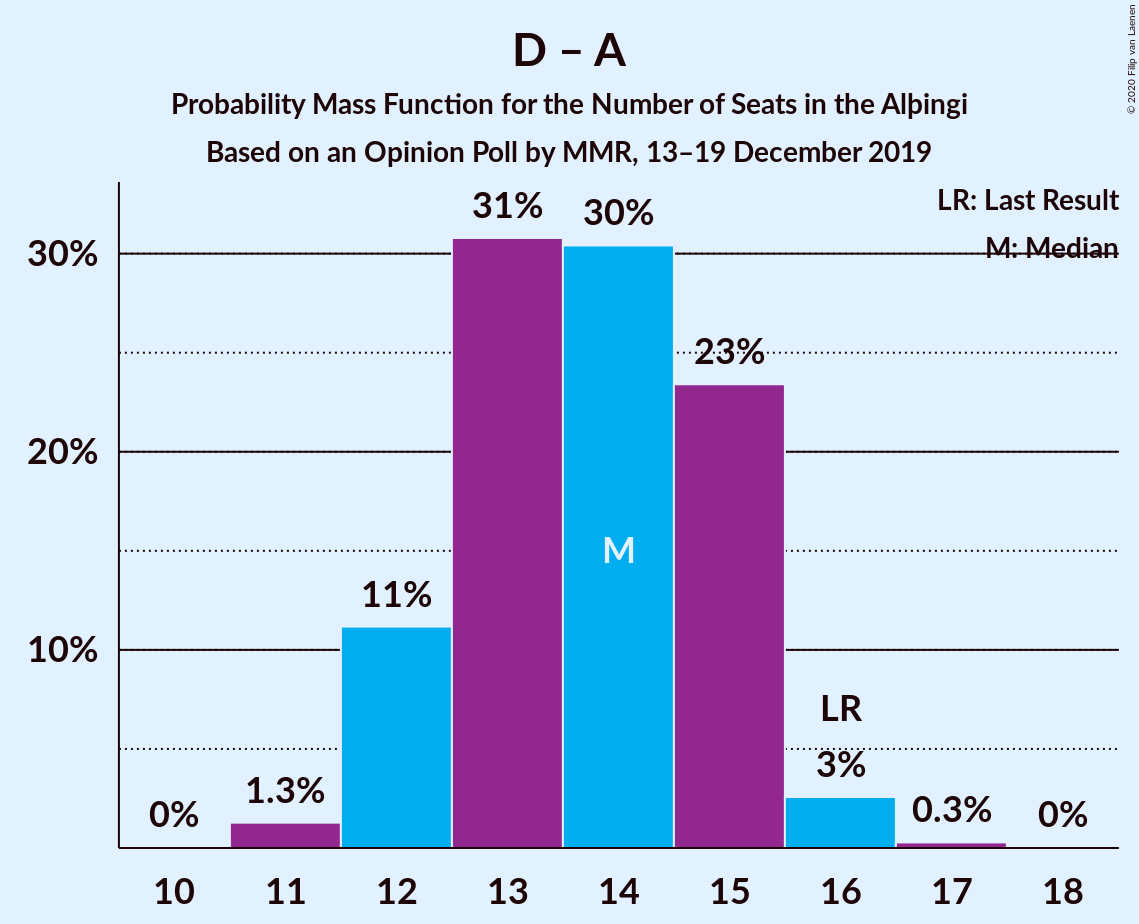 D – A
Probability Mass Function for the Number of Seats in the Alþingi
Based on an Opinion Poll by MMR, 13–19 December 2019
© 2020 Filip van Laenen
LR: Last Result
M: Median
30%
20%
10%
0%
1.3%
11%
31%
30%
M
23%
LR
3%
0.3%
0%
10 11 12 13 14 15 16 17 18